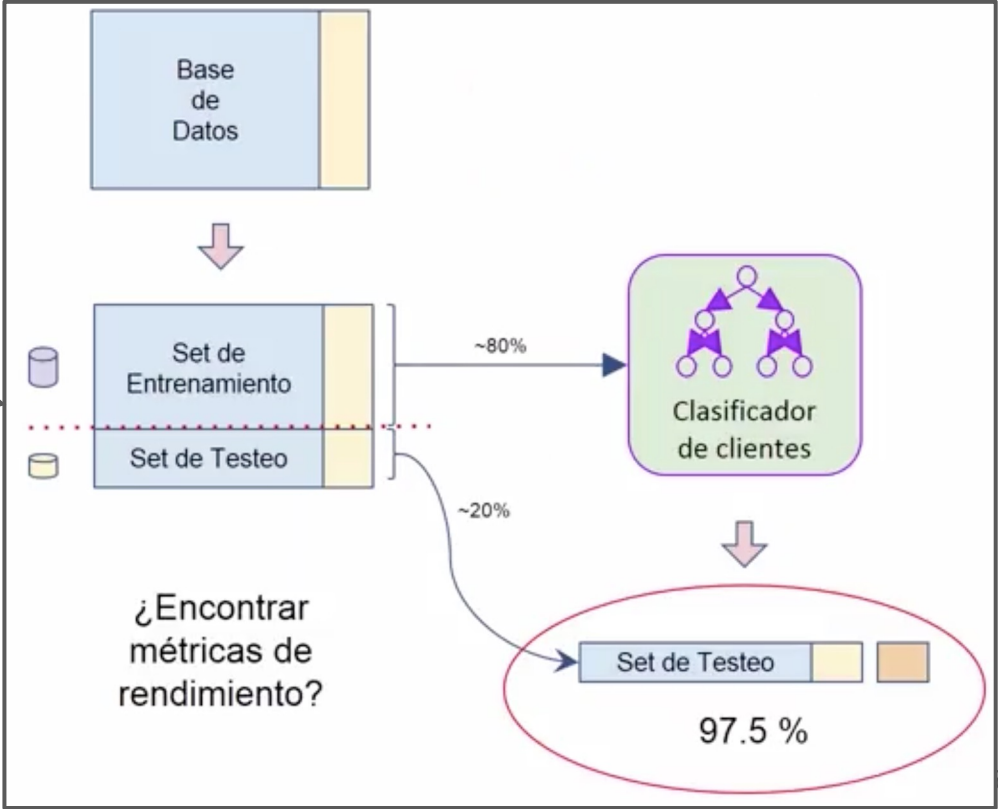 Base
de
Datos
Set de
Entrenamiento
~80%
Clasificador
de clientes
Set de Testeo
~20%
¿Encontrar
métricas de
rendimiento?
Set de Testeo
97.5 %